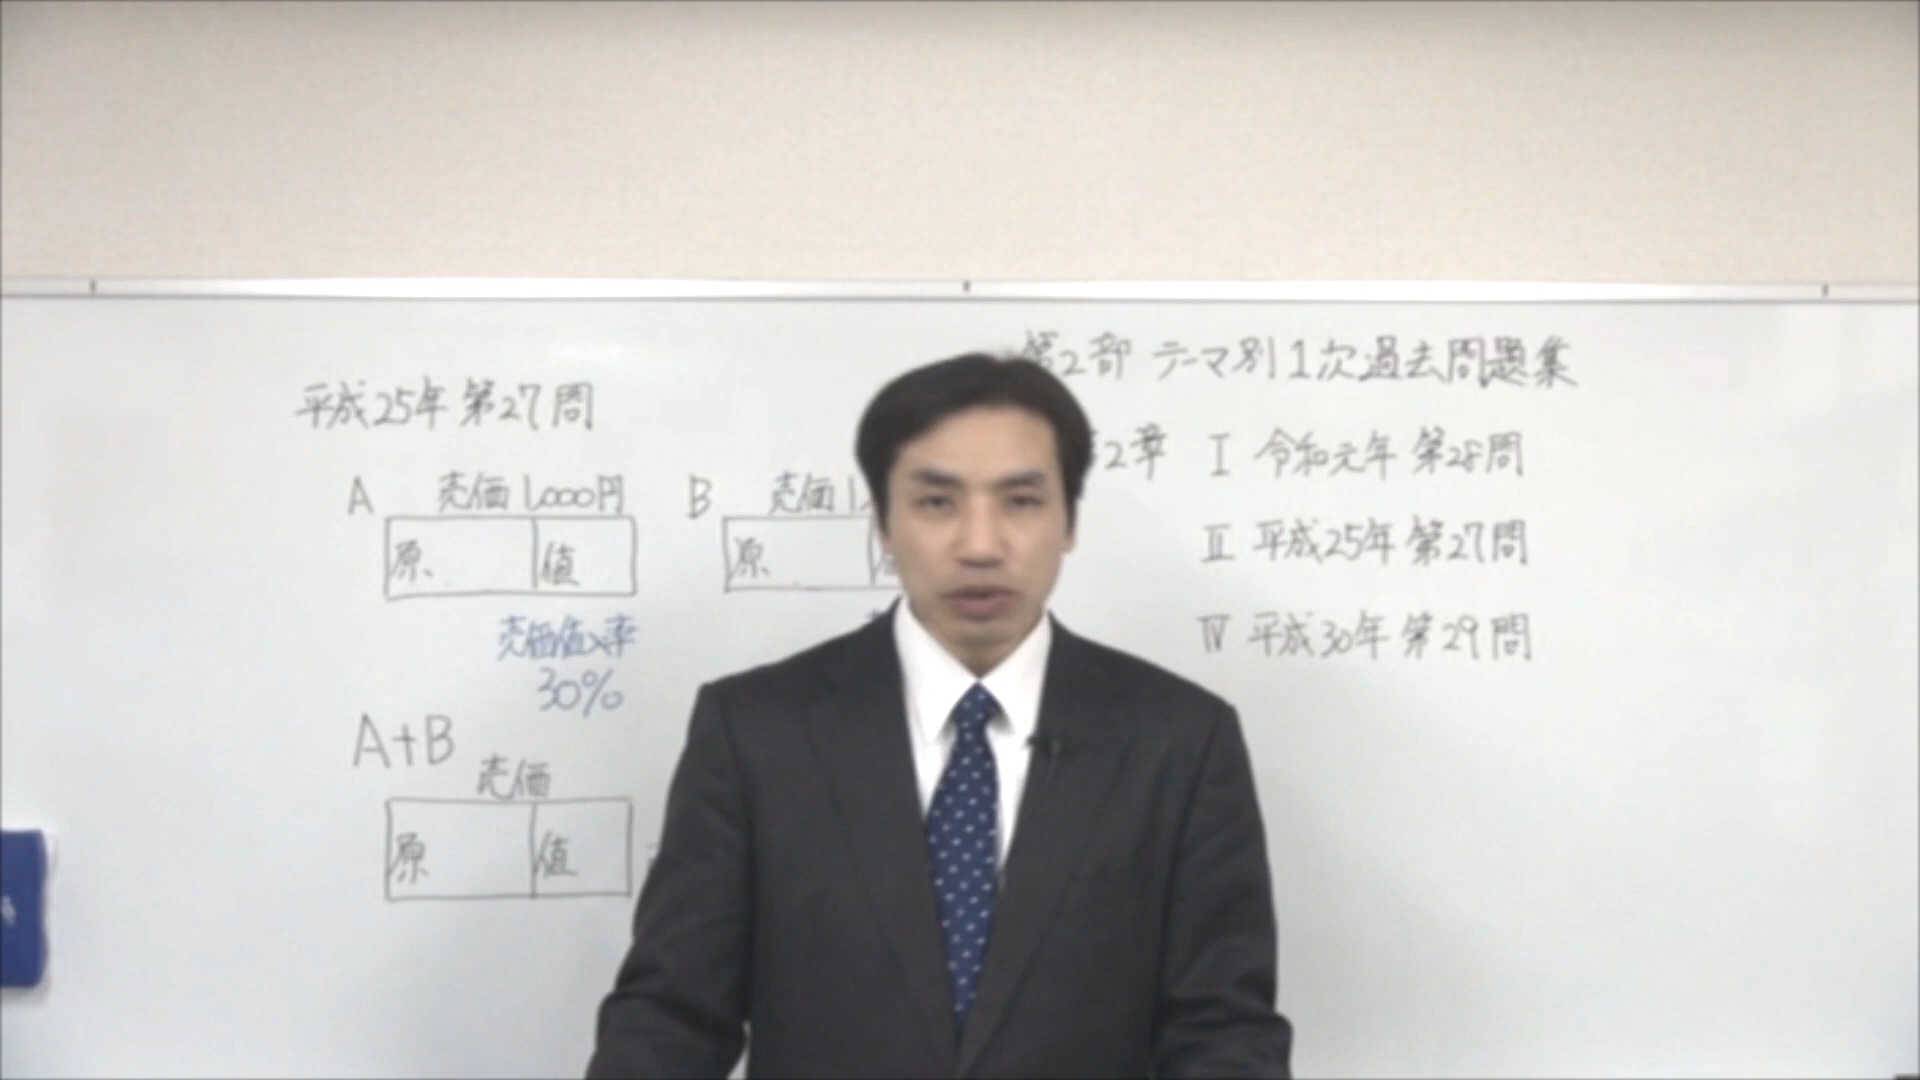 平成25年 第27問
A 売価 1,000円
原 値
売価値入率
30%
B 売価 1,
原
A+B
売価
原 値
第2部 テーマ別1次過去問題集
第2章 Ⅰ 令和元年 第28問
Ⅱ 平成25年 第27問
Ⅳ 平成30年 第29問